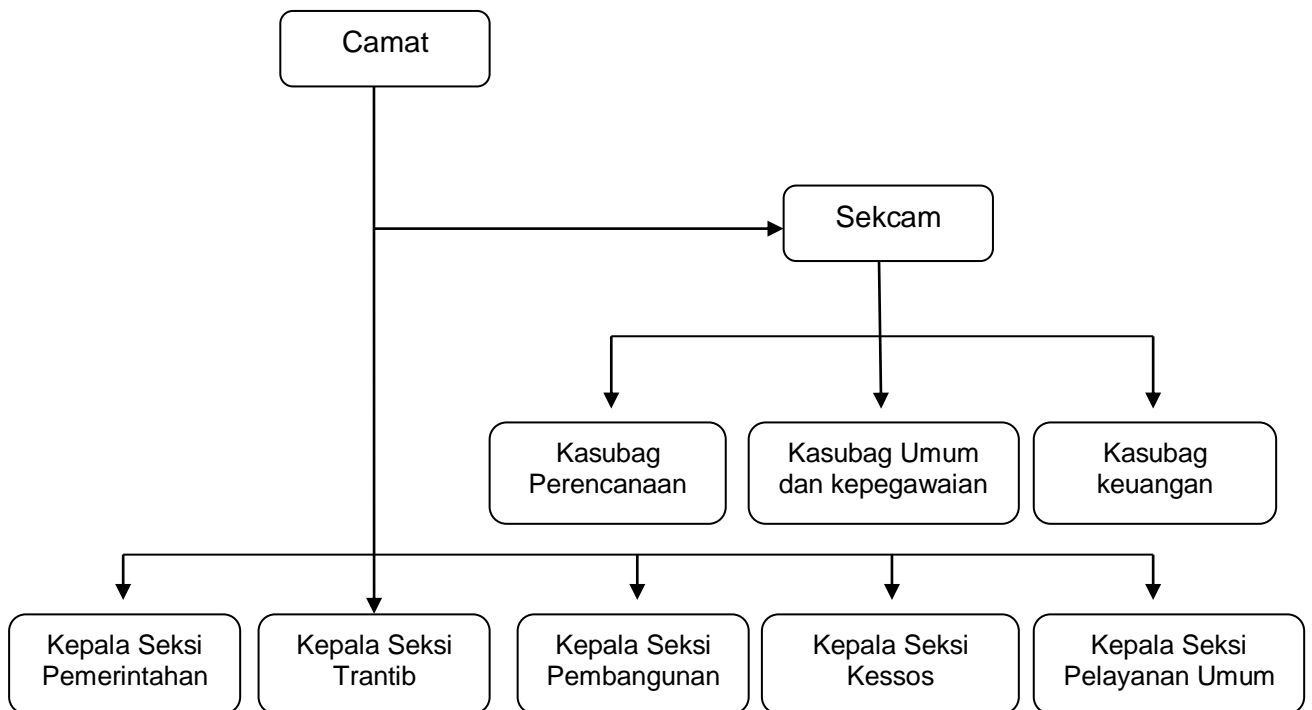 Camat
Sekcam
Kasubag
Perencanaan
Kasubag Umum
dan kepegawaian
Kasubag
keuangan
Kepala Seksi
Pemerintahan
Kepala Seksi
Trantib
Kepala Seksi
Pembangunan
Kepala Seksi
Kessos
Kepala Seksi
Pelayanan Umum